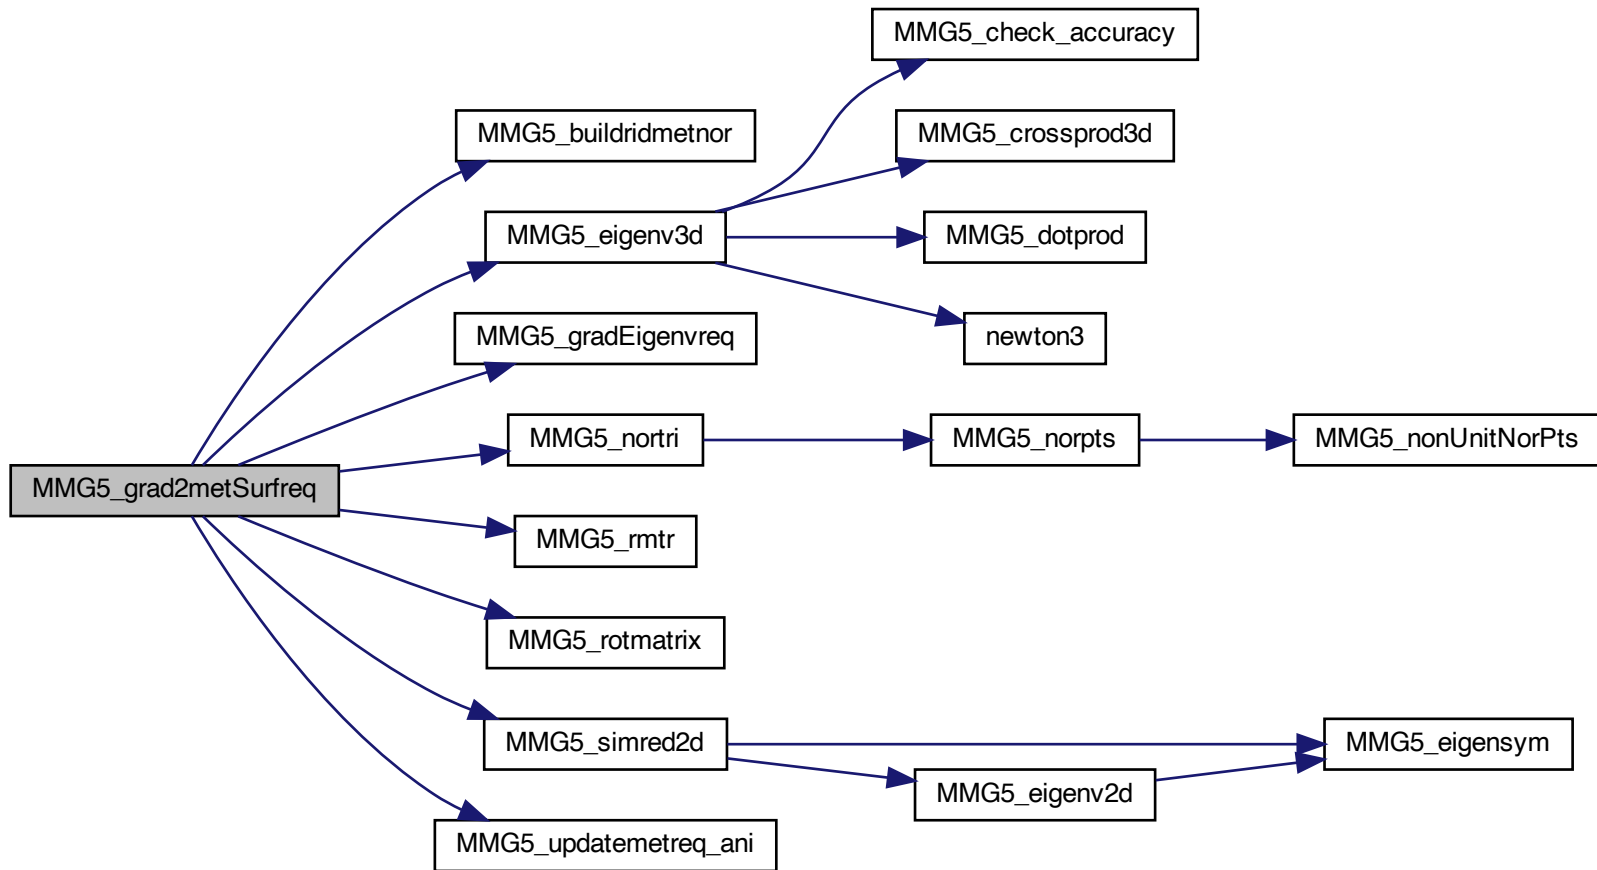 MMG5_check_accuracy
MMG5_buildridmetnor
MMG5_crossprod3d
MMG5_eigenv3d
MMG5_dotprod
MMG5_gradEigenvreq
newton3
MMG5_nortri
MMG5_norpts
MMG5_nonUnitNorPts
MMG5_grad2metSurfreq
MMG5_rmtr
MMG5_rotmatrix
MMG5_simred2d
MMG5_eigensym
MMG5_eigenv2d
MMG5_updatemetreq_ani